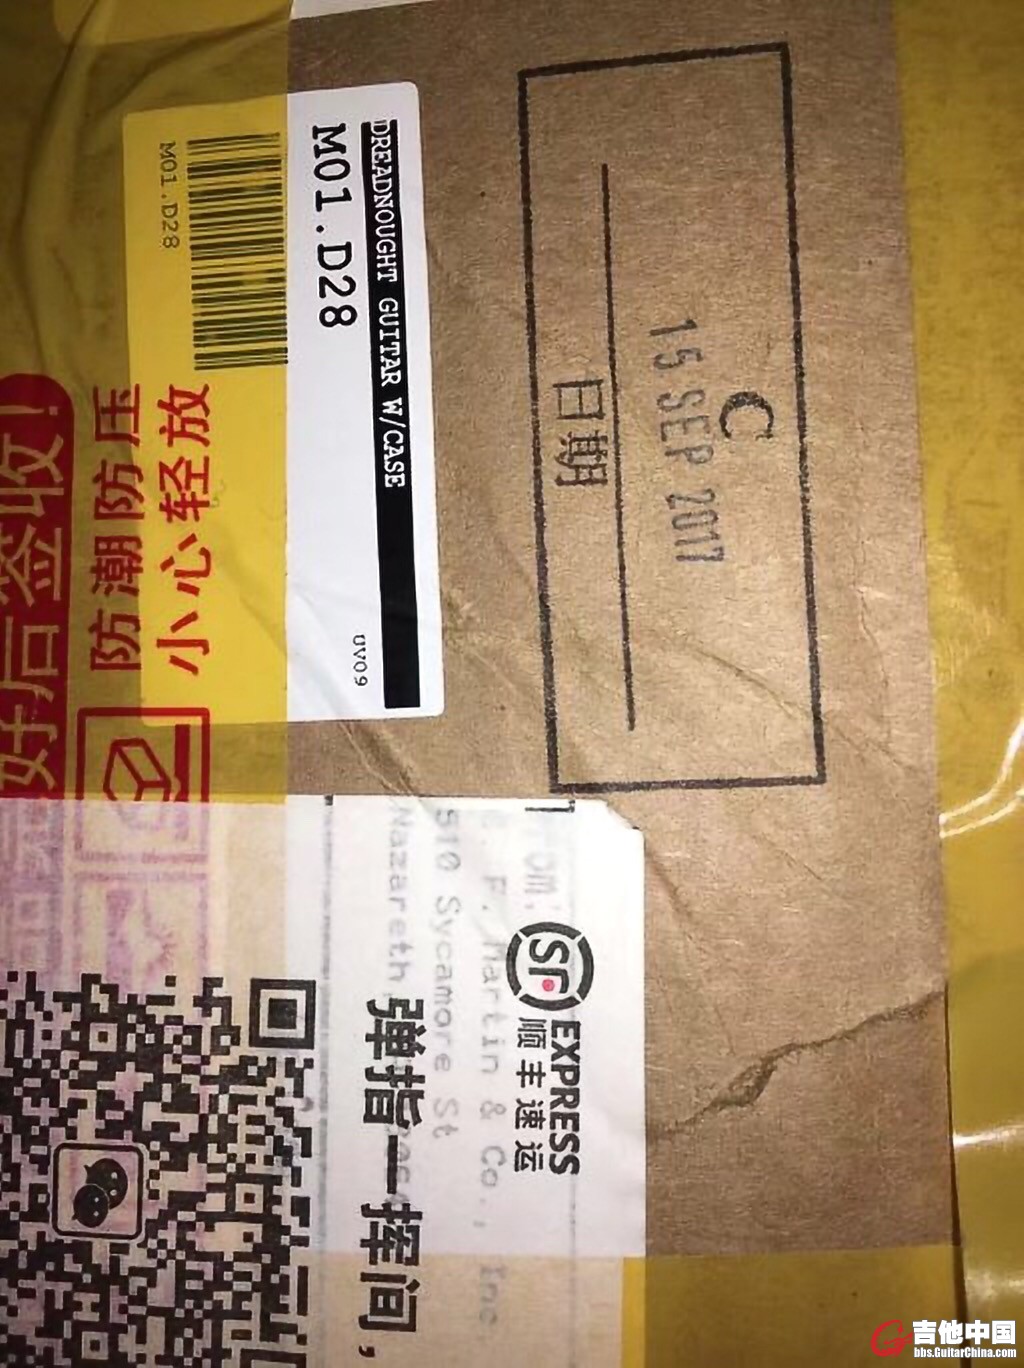 DREADNOUGHT GUITAR W/CASE
M01.D28
uv09
M01.D28
C
15 SEP 2017
日期
好后签收!
防潮防压
小心轻放
F. Martin & Co., Inc
510 Sycamore St
Nazareth,
SF EXPRESS
顺丰速运
弹指一挥间,
吉他中国
bbs.GuitarChina.com